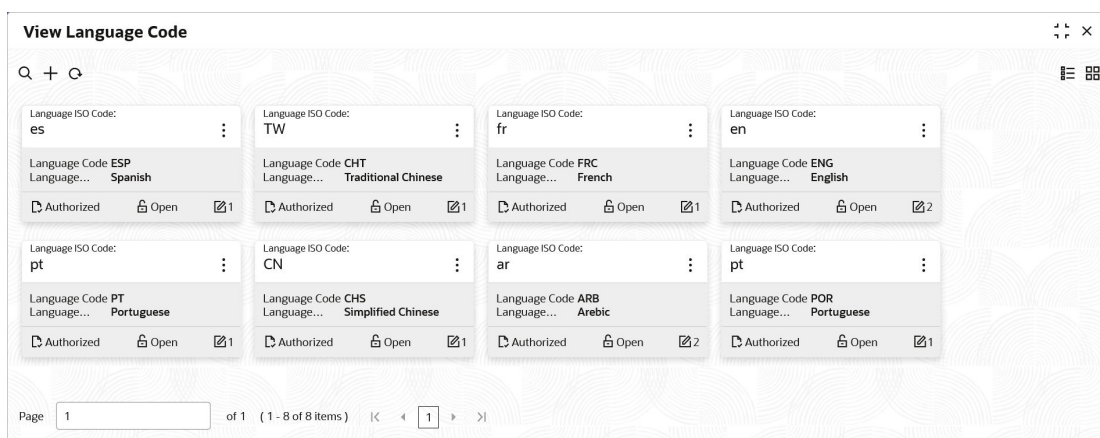 View Language Code
Language ISO Code:
es
Language Code ESP
Language... Spanish
Authorized Open 1
Language ISO Code:
TW
Language Code CHT
Language... Traditional Chinese
Authorized Open 1
Language ISO Code:
fr
Language Code FRC
Language... French
Authorized Open 1
Language ISO Code:
en
Language Code ENG
Language... English
Authorized Open 2
Language ISO Code:
pt
Language Code PT
Language... Portuguese
Authorized Open 1
Language ISO Code:
CN
Language Code CHS
Language... Simplified Chinese
Authorized Open 1
Language ISO Code:
ar
Language Code ARB
Language... Arebic
Authorized Open 2
Language ISO Code:
pt
Language Code POR
Language... Portuguese
Authorized Open 1
Page 1 of 1 (1 - 8 of 8 items) 1